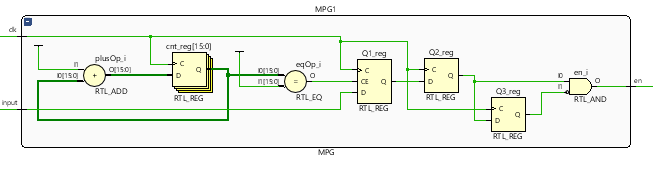 MPG1
clk
input
plusOp_i
I1
I0[15:0]
O[15:0]
+
RTL_ADD
cnt_reg[15:0]
C
D
Q
RTL_REG
eqOp_i
I0[15:0]
I1[15:0]
=
O
RTL_EQ
Q1_reg
C
CE
D
Q
RTL_REG
Q2_reg
C
D
Q
RTL_REG
Q3_reg
C
D
Q
RTL_REG
en_i
I0
I1
O
RTL_AND
en
MPG